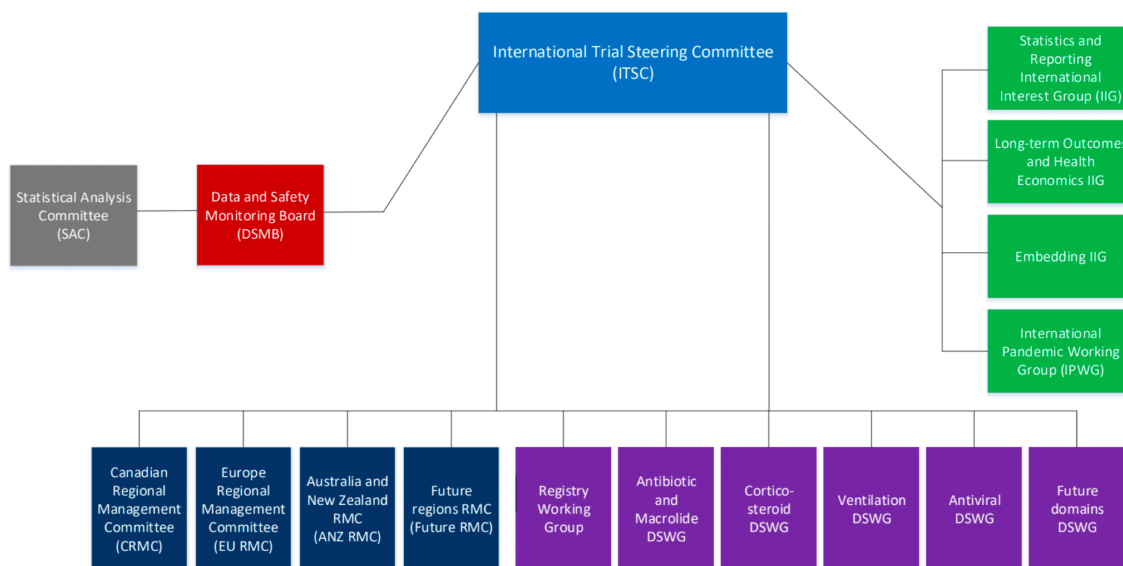 International Trial Steering Committee
(ITSC)
Statistics and
Reporting
International
Interest Group (IIG)
Long-term Outcomes
and Health
Economics IIG
Embedding IIG
International
Pandemic Working
Group (IPWG)
Statistical Analysis
Committee
(SAC)
Data and Safety
Monitoring Board
(DSMB)
Canadian
Regional
Management
Committee
(CRMC)
Europe
Regional
Management
Committee
(EU RMC)
Australia and
New Zealand
RMC
(ANZ RMC)
Future
regions RMC
(Future RMC)
Registry
Working
Group
Antibiotic
and
Macrolide
DSWG
Cortico-
steroid
DSWG
Ventilation
DSWG
Antiviral
DSWG
Future
domains
DSWG